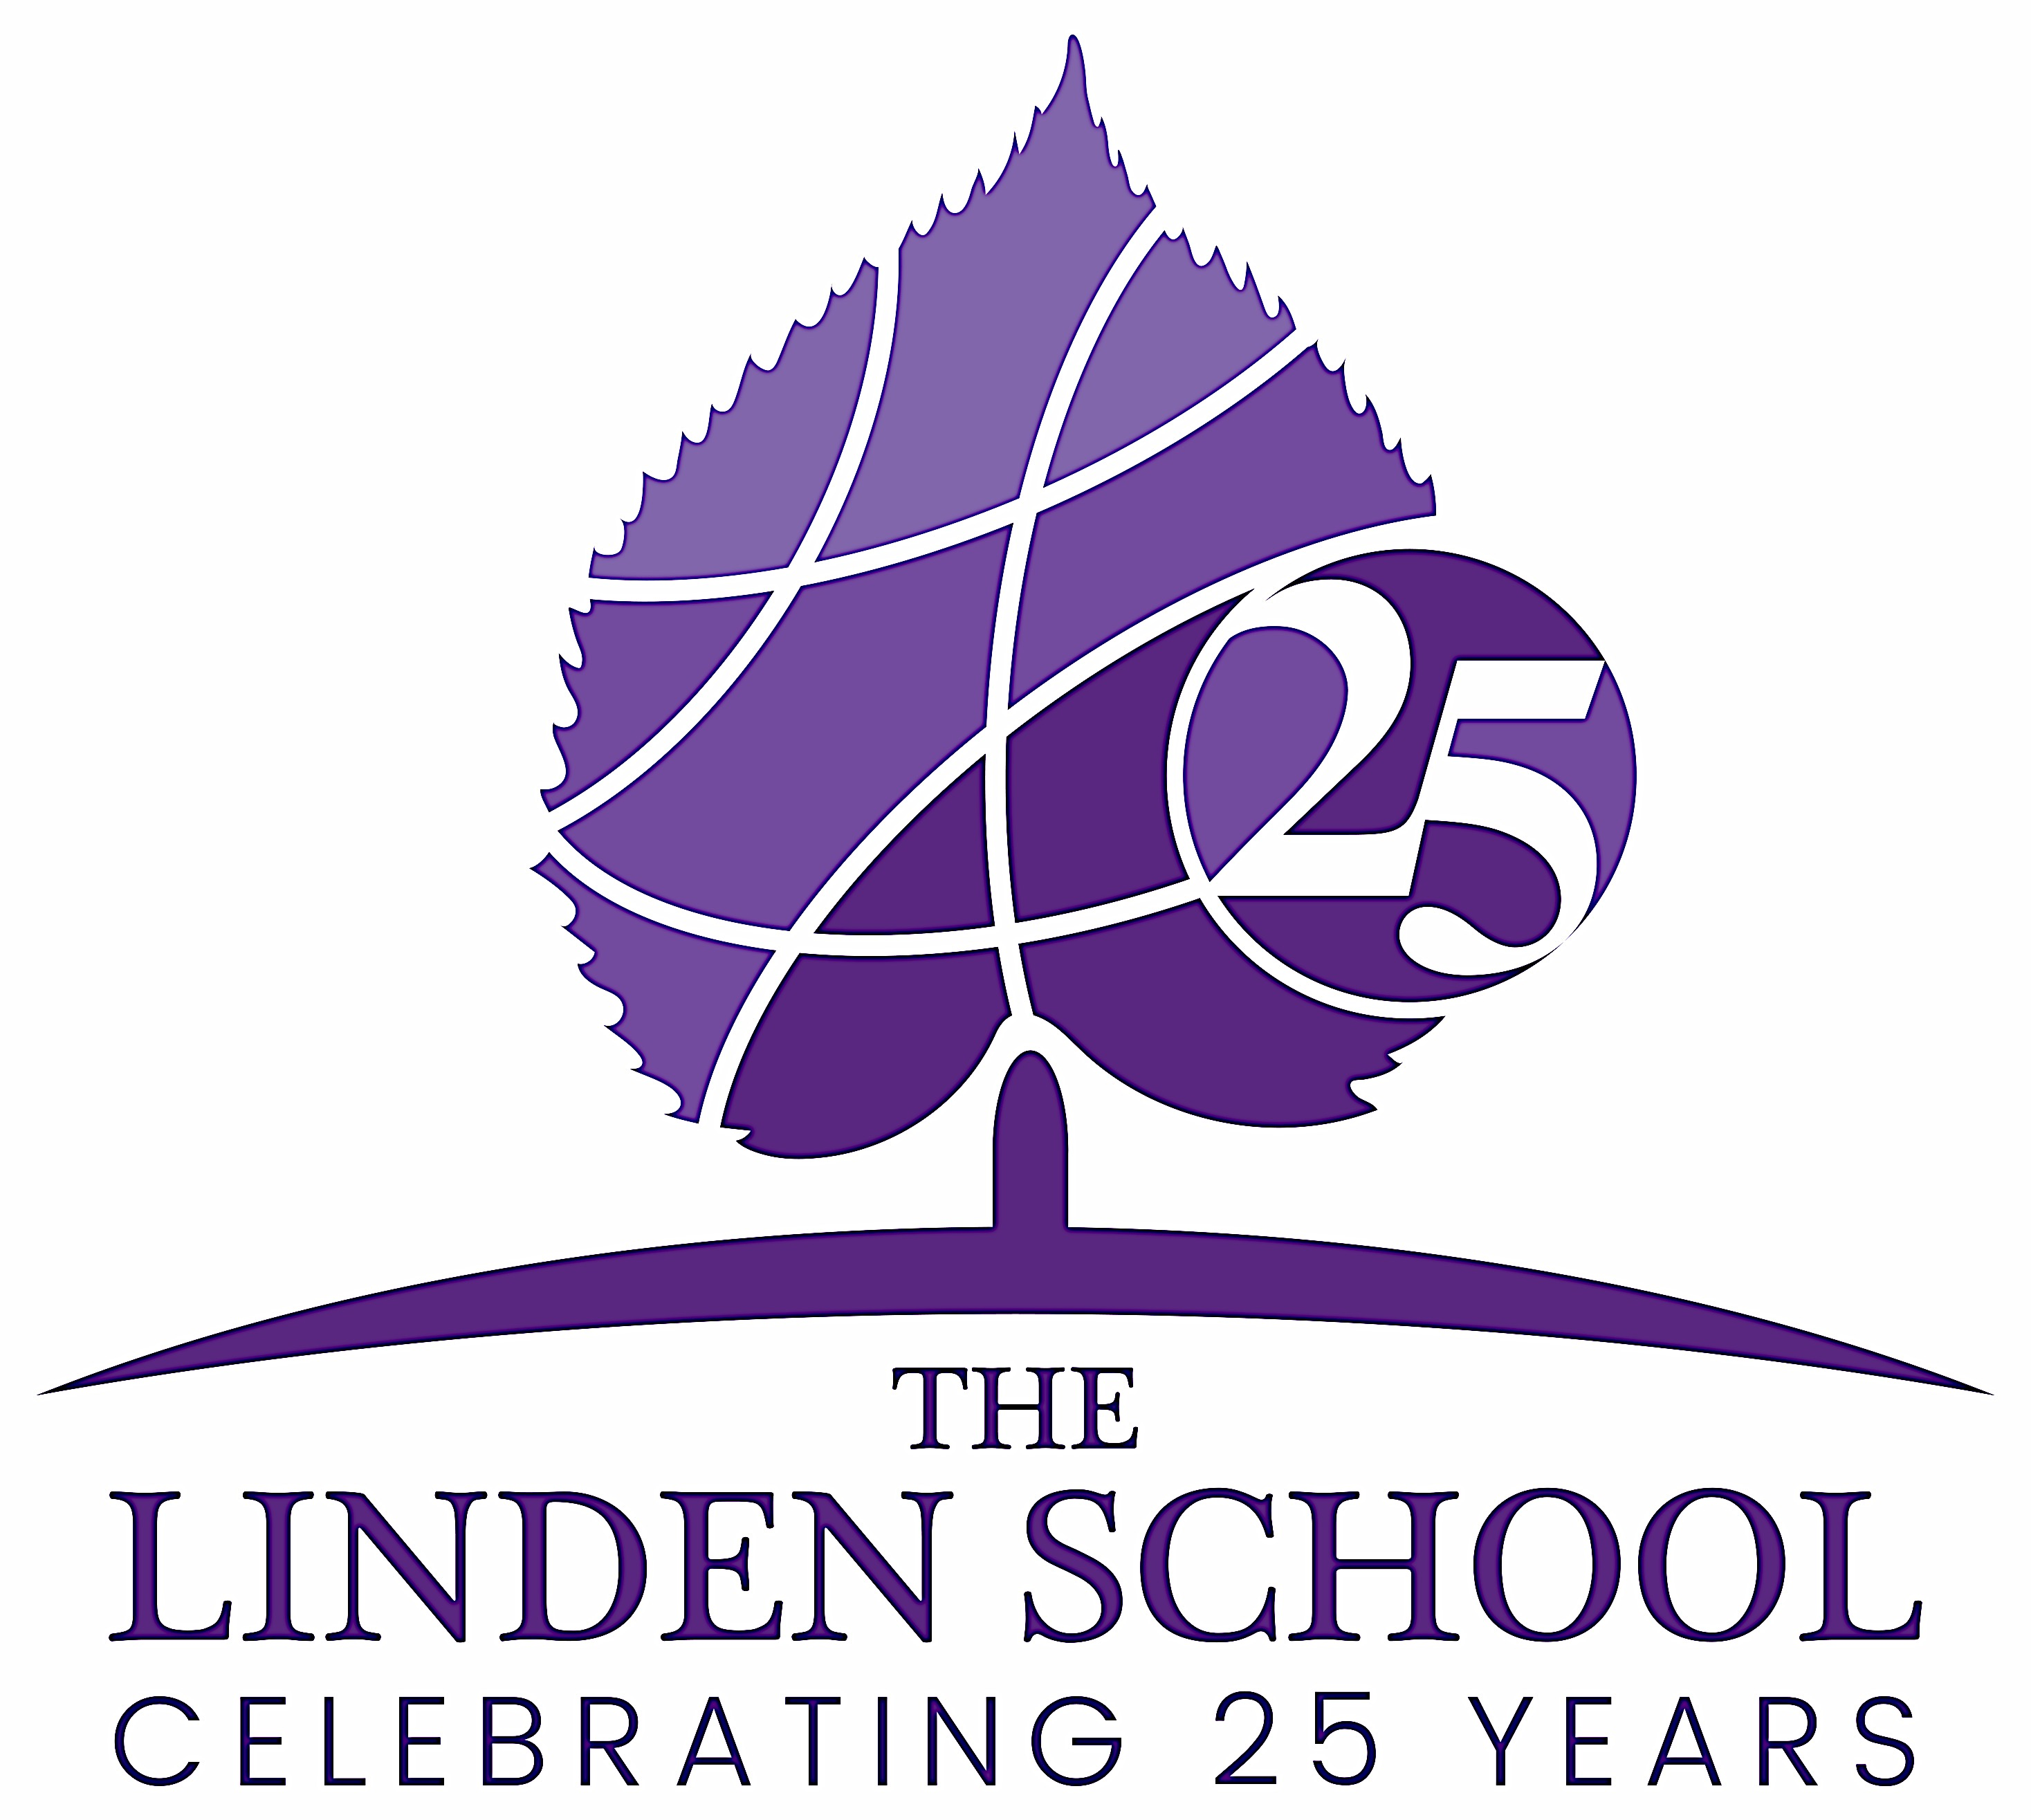 25
THE
LINDEN SCHOOL
CELEBRATING 25 YEARS